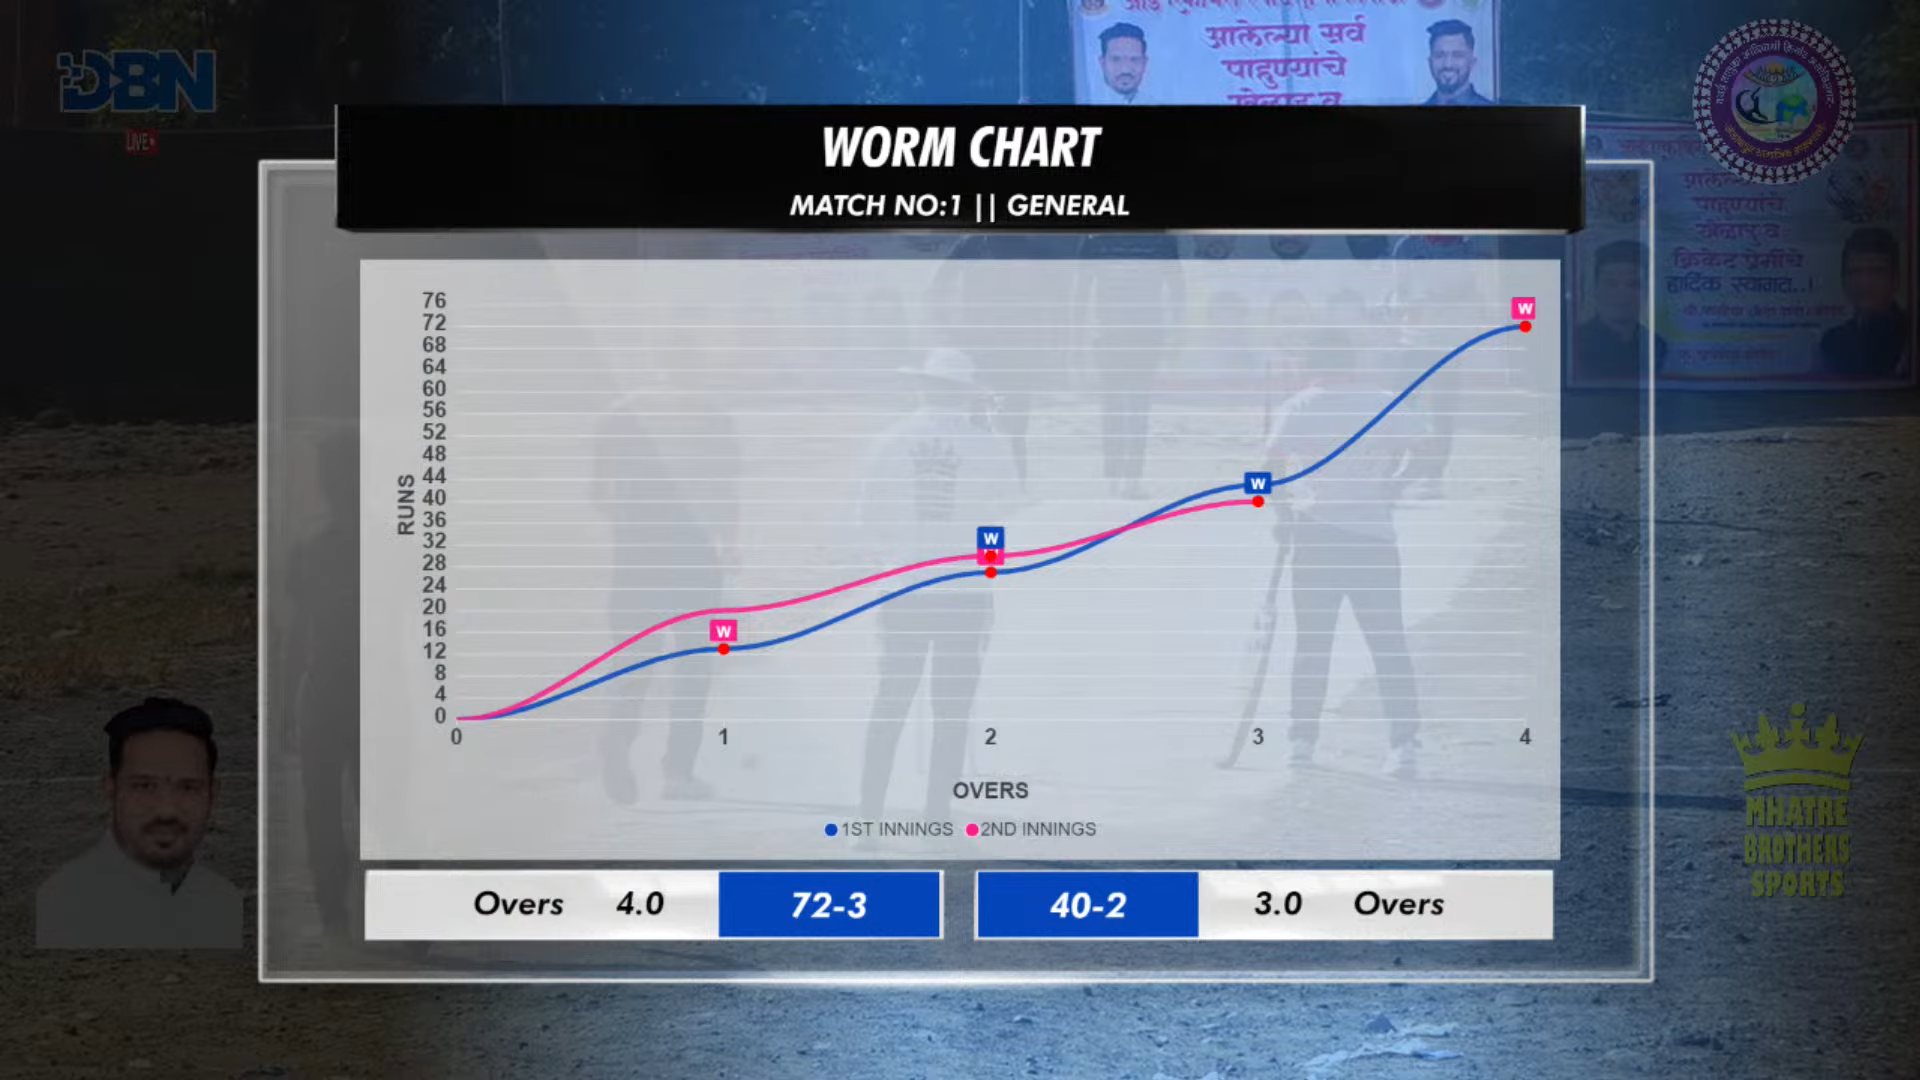 आलेल्या सर्व
पाहुण्यांचे
DBN
LIVE
WORM CHART
MATCH NO:1 || GENERAL
पाहुण्यांचे
खेळाडू व
क्रिकेट प्रेमींचे
हार्दिक स्वागत..!
76
72
68
64
60
56
52
48
44
40
36
32
28
24
20
16
12
8
4
0
RUNS
W
W
W
W
0 1 2 3 4
OVERS
1ST INNINGS 2ND INNINGS
Overs 4.0 72-3 40-2 3.0 Overs
MHATRE
BROTHERS
SPORTS